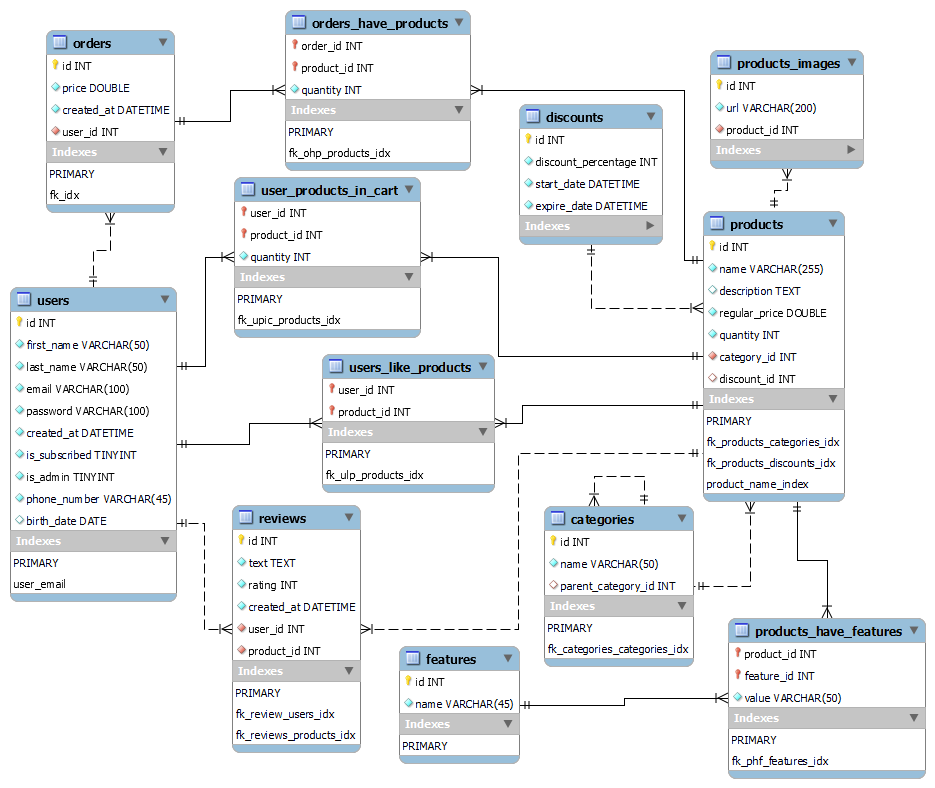 orders
id INT
price DOUBLE
created_at DATETIME
user_id INT
Indexes
PRIMARY
fk_idx
orders_have_products
order_id INT
product_id INT
quantity INT
Indexes
PRIMARY
fk_ohp_products_idx
products_images
id INT
url VARCHAR(200)
product_id INT
Indexes
discounts
id INT
discount_percentage INT
start_date DATETIME
expire_date DATETIME
Indexes
user_products_in_cart
user_id INT
product_id INT
quantity INT
Indexes
PRIMARY
fk_upic_products_idx
products
id INT
name VARCHAR(255)
description TEXT
regular_price DOUBLE
quantity INT
category_id INT
discount_id INT
Indexes
PRIMARY
fk_products_categories_idx
fk_products_discounts_idx
product_name_index
users
id INT
first_name VARCHAR(50)
last_name VARCHAR(50)
email VARCHAR(100)
password VARCHAR(100)
created_at DATETIME
is_subscribed TINYINT
is_admin TINYINT
phone_number VARCHAR(45)
birth_date DATE
Indexes
PRIMARY
user_email
users_like_products
user_id INT
product_id INT
Indexes
PRIMARY
fk_ulp_products_idx
reviews
id INT
text TEXT
rating INT
created_at DATETIME
user_id INT
product_id INT
Indexes
PRIMARY
fk_review_users_idx
fk_reviews_products_idx
categories
id INT
name VARCHAR(50)
parent_category_id INT
Indexes
PRIMARY
fk_categories_categories_idx
features
id INT
name VARCHAR(45)
Indexes
PRIMARY
products_have_features
product_id INT
feature_id INT
value VARCHAR(50)
Indexes
PRIMARY
fk_phf_features_idx